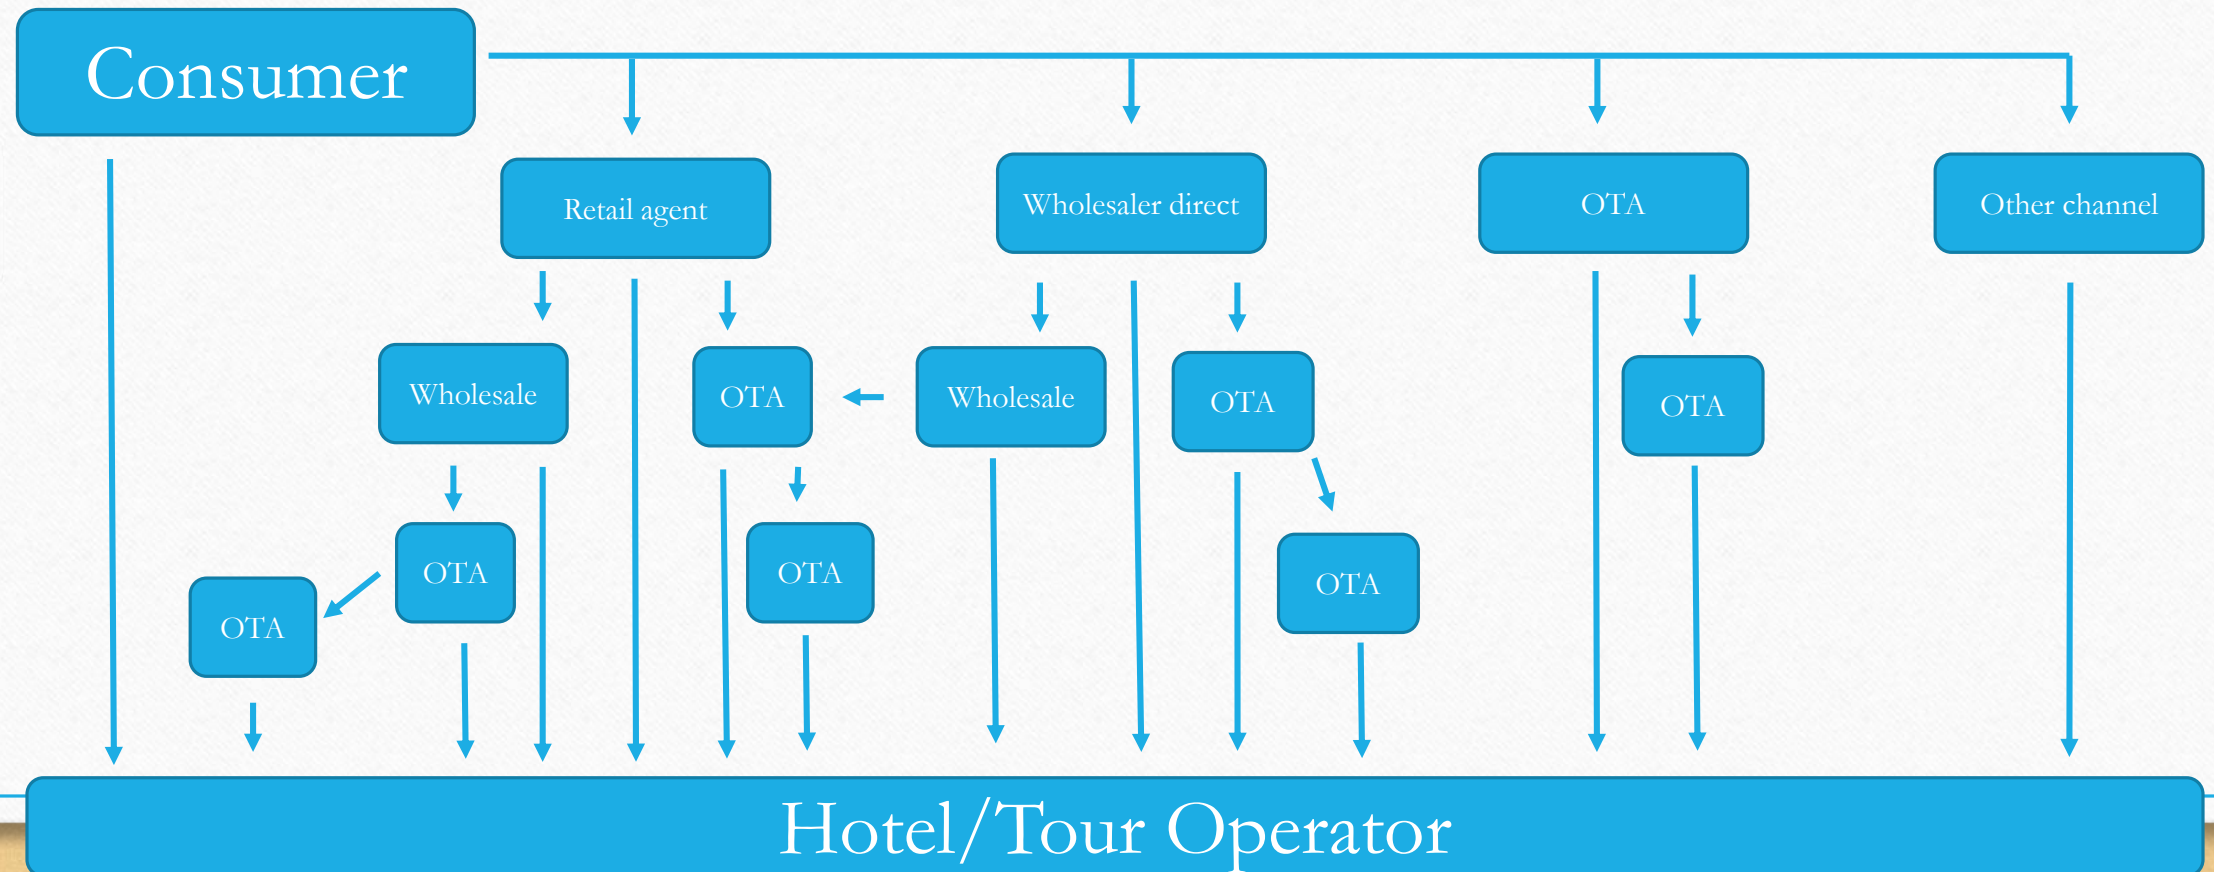 Consumer
Retail agent
Wholesaler direct
OTA
Other channel
Wholesale
OTA
Wholesale
OTA
OTA
OTA
OTA
OTA
OTA
Hotel/Tour Operator